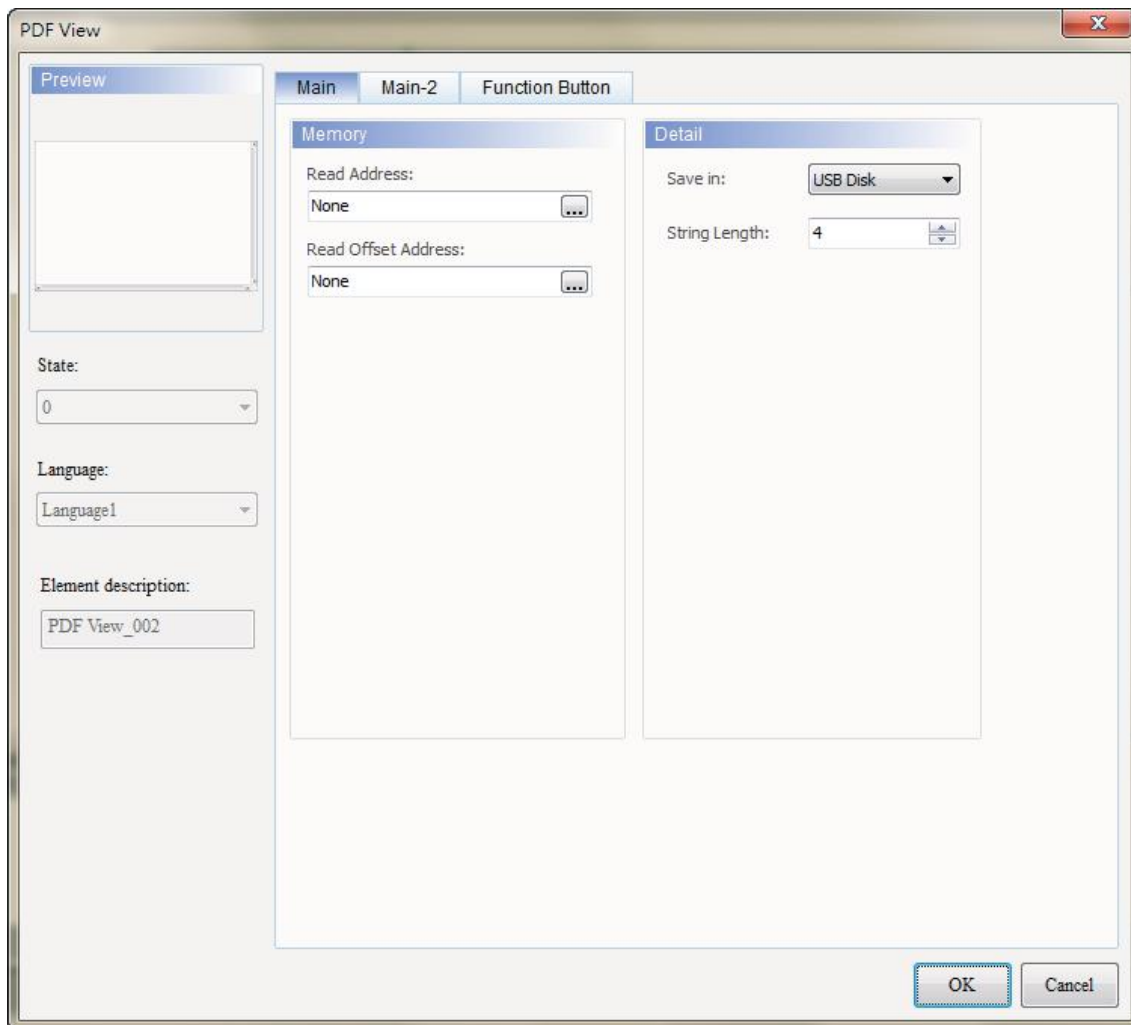 PDF View
X
Preview
State:
0
Language:
Language1
Element description:
PDF View_002
Main
Main-2
Function Button
Memory
Read Address:
None
...
Read Offset Address:
None
...
Detail
Save in:
USB Disk
String Length:
4
OK
Cancel